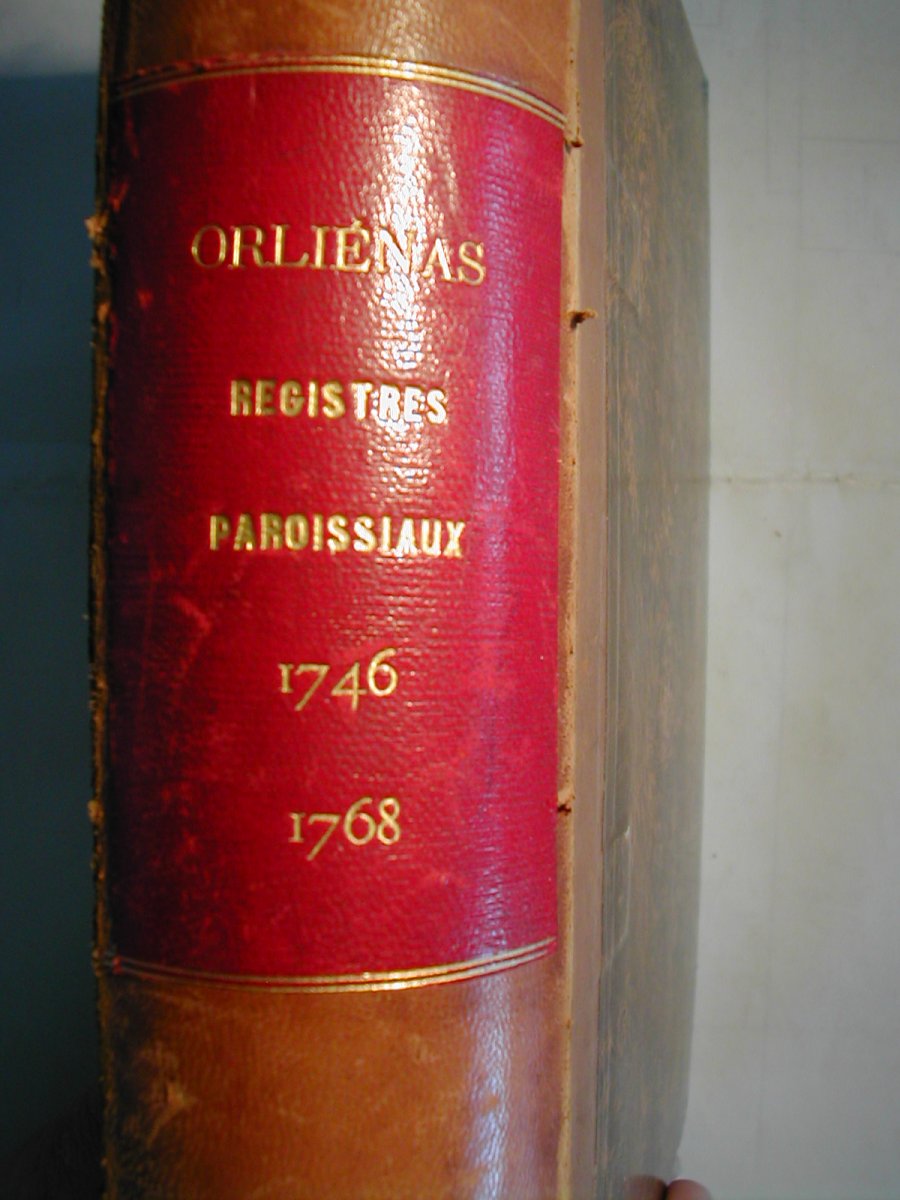 ORLIÉNAS
REGISTRES
PAROISSIAUX
1746
1768